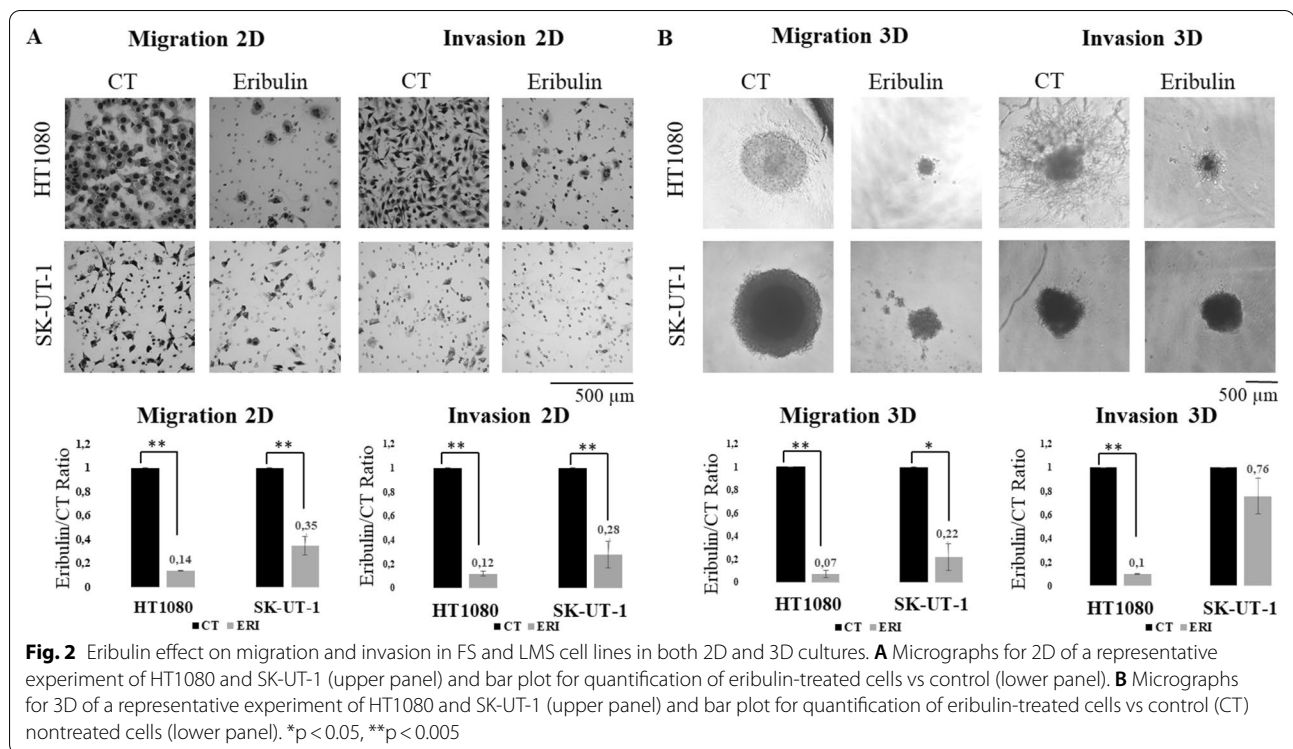 A
Migration 2D Invasion 2D
CT Eribulin CT Eribulin
HT1080
SK-UT-1
500 µm
B
Migration 3D Invasion 3D
CT Eribulin CT Eribulin
HT1080
SK-UT-1
500 µm
Migration 2D
Eribulin/CT Ratio
1,2
1
0,8
0,6
0,4
0,2
0
** **
0,14 0,35
HT1080 SK-UT-1
CT ERI
Invasion 2D
Eribulin/CT Ratio
1,2
1
0,8
0,6
0,4
0,2
0
** **
0,12 0,28
HT1080 SK-UT-1
CT ERI
Migration 3D
Eribulin/CT Ratio
1,2
1
0,8
0,6
0,4
0,2
0
** *
0,07 0,22
HT1080 SK-UT-1
CT ERI
Invasion 3D
Eribulin/CT Ratio
1,2
1
0,8
0,6
0,4
0,2
0
**
0,1 0,76
HT1080 SK-UT-1
CT ERI
Fig. 2 Eribulin effect on migration and invasion in FS and LMS cell lines in both 2D and 3D cultures. A Micrographs for 2D of a representative
experiment of HT1080 and SK-UT-1 (upper panel) and bar plot for quantification of eribulin-treated cells vs control (lower panel). B Micrographs
for 3D of a representative experiment of HT1080 and SK-UT-1 (upper panel) and bar plot for quantification of eribulin-treated cells vs control (CT)
nontreated cells (lower panel). *p < 0.05, **p < 0.005